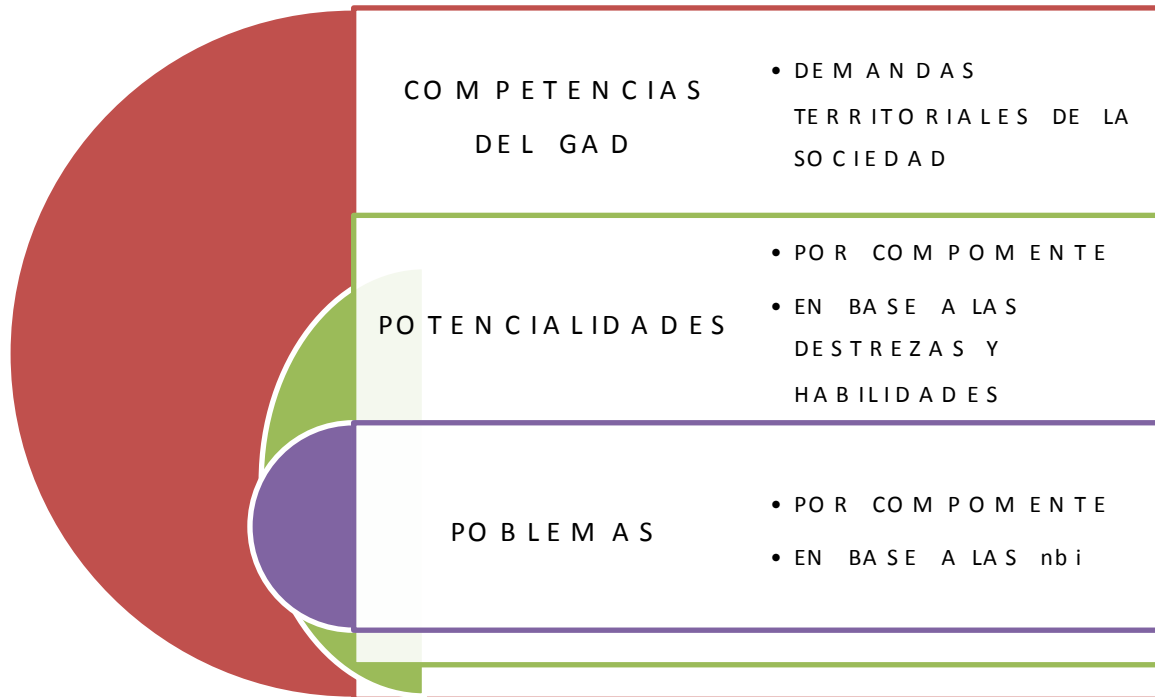 COMPETENCIAS
DEL GAD
• DEMANDAS
TERRITORIALES DE LA
SOCIEDAD
POTENCIALIDADES
• POR COMPOMENTE
• EN BASE A LAS
DESTREZAS Y
HABILIDADES
POBLEMAS
• POR COMPOMENTE
• EN BASE A LAS nbi